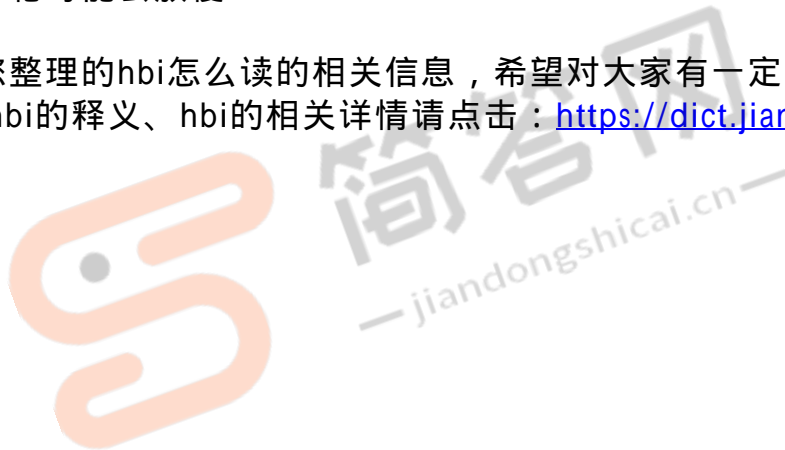 整理的hbi怎么读的相关信息，希望对大家有一定
bi的释义、hbi的相关详情请点击：https://dict.jian
简答网
jiandongshicai.cn